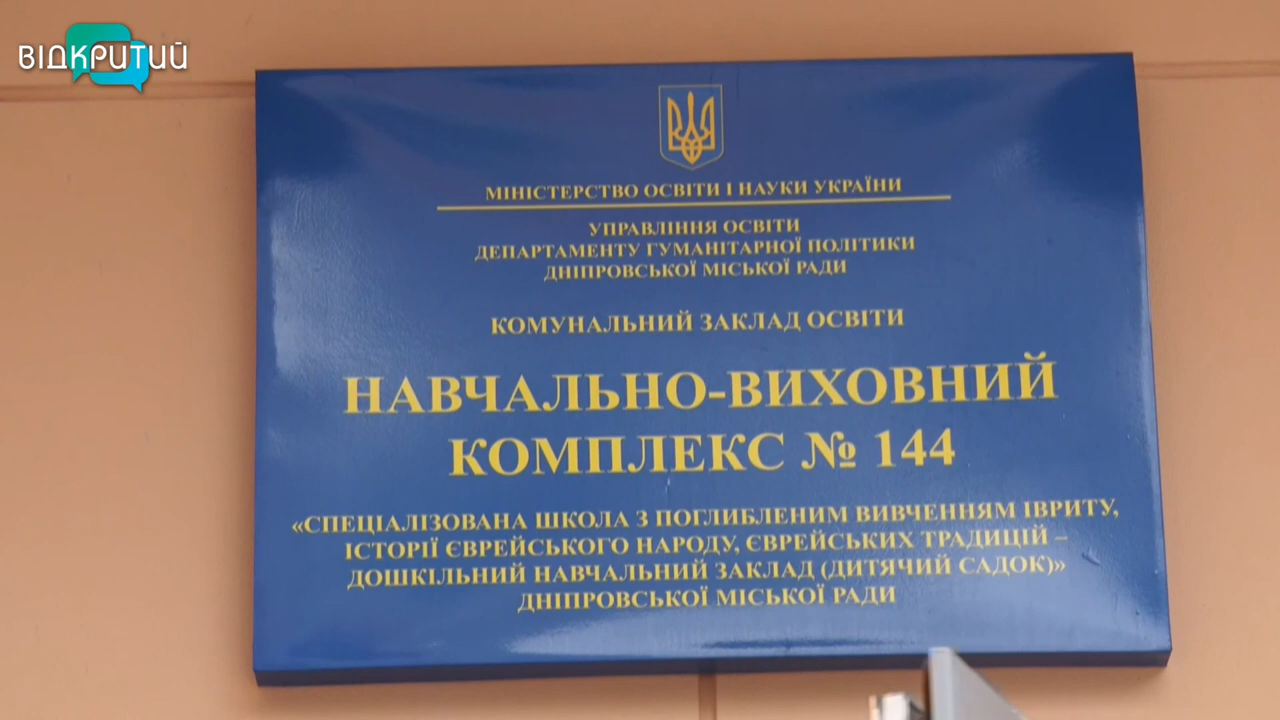 ВІДКРИТИЙ
МІНІСТЕРСТВО ОСВІТИ І НАУКИ УКРАЇНИ
УПРАВЛІННЯ ОСВІТИ
ДЕПАРТАМЕНТУ ГУМАНІТАРНОЇ ПОЛІТИКИ
ДНІПРОВСЬКОЇ МІСЬКОЇ РАДИ
КОМУНАЛЬНИЙ ЗАКЛАД ОСВІТИ
НАВЧАЛЬНО-ВИХОВНИЙ
КОМПЛЕКС № 144
«СПЕЦІАЛІЗОВАНА ШКОЛА З ПОГЛИБЛЕНИМ ВИВЧЕННЯМ ІВРИТУ,
ІСТОРІЇ ЄВРЕЙСЬКОГО НАРОДУ, ЄВРЕЙСЬКИХ ТРАДИЦІЙ –
ДОШКІЛЬНИЙ НАВЧАЛЬНИЙ ЗАКЛАД (ДИТЯЧИЙ САДОК)»
ДНІПРОВСЬКОЇ МІСЬКОЇ РАДИ